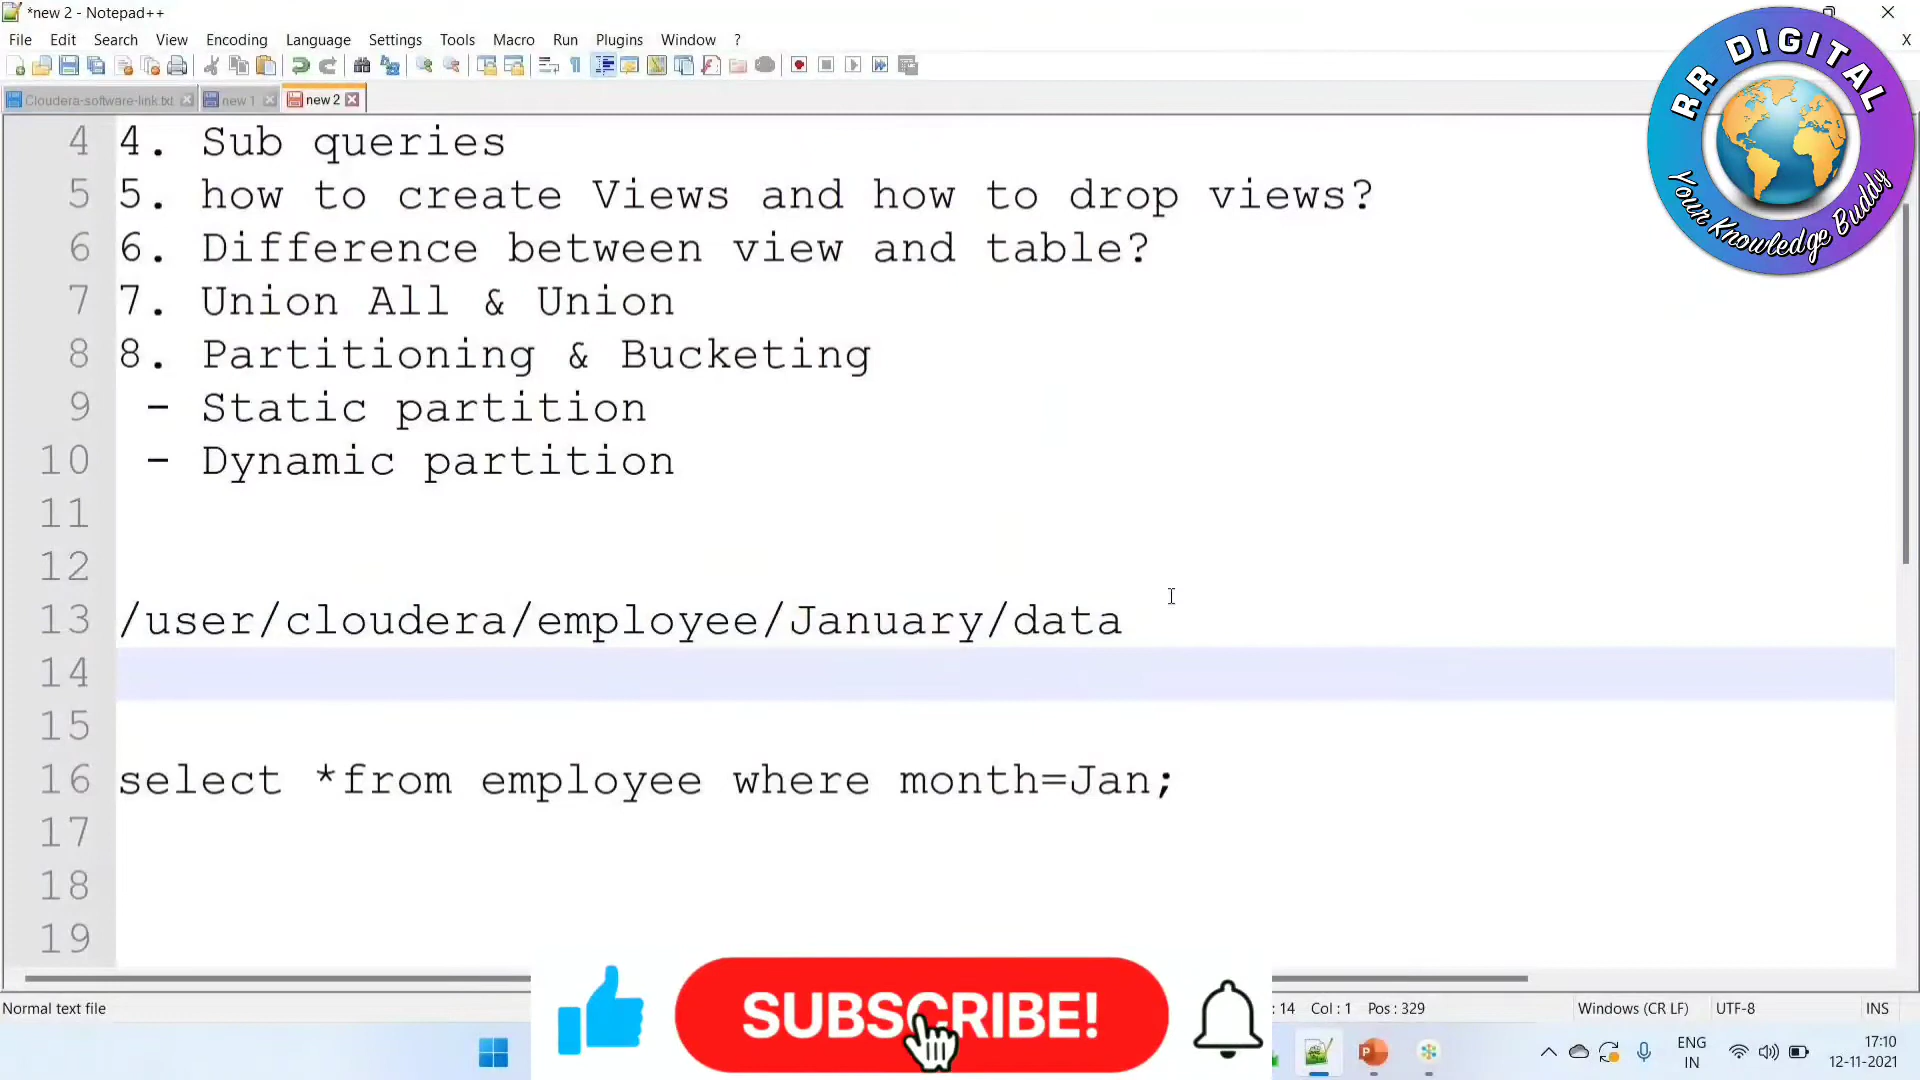 *new 2 - Notepad++
File Edit Search View Encoding Language Settings Tools Macro Run Plugins Window ? X
Cloudera-software-link.txt new 1 new 2
RR DIGITAL
Your Knowledge Buddy
4 4. Sub queries
5 5. how to create Views and how to drop views?
6 6. Difference between view and table?
7 7. Union All & Union
8 8. Partitioning & Bucketing
9 - Static partition
10 - Dynamic partition
11
12
13 /user/cloudera/employee/January/data
14
15
16 select *from employee where month=Jan;
17
18
19
SUBSCRIBE!
Normal text file : 14 Col : 1 Pos : 329 Windows (CR LF) UTF-8 INS
ENG
IN
17:10
12-11-2021